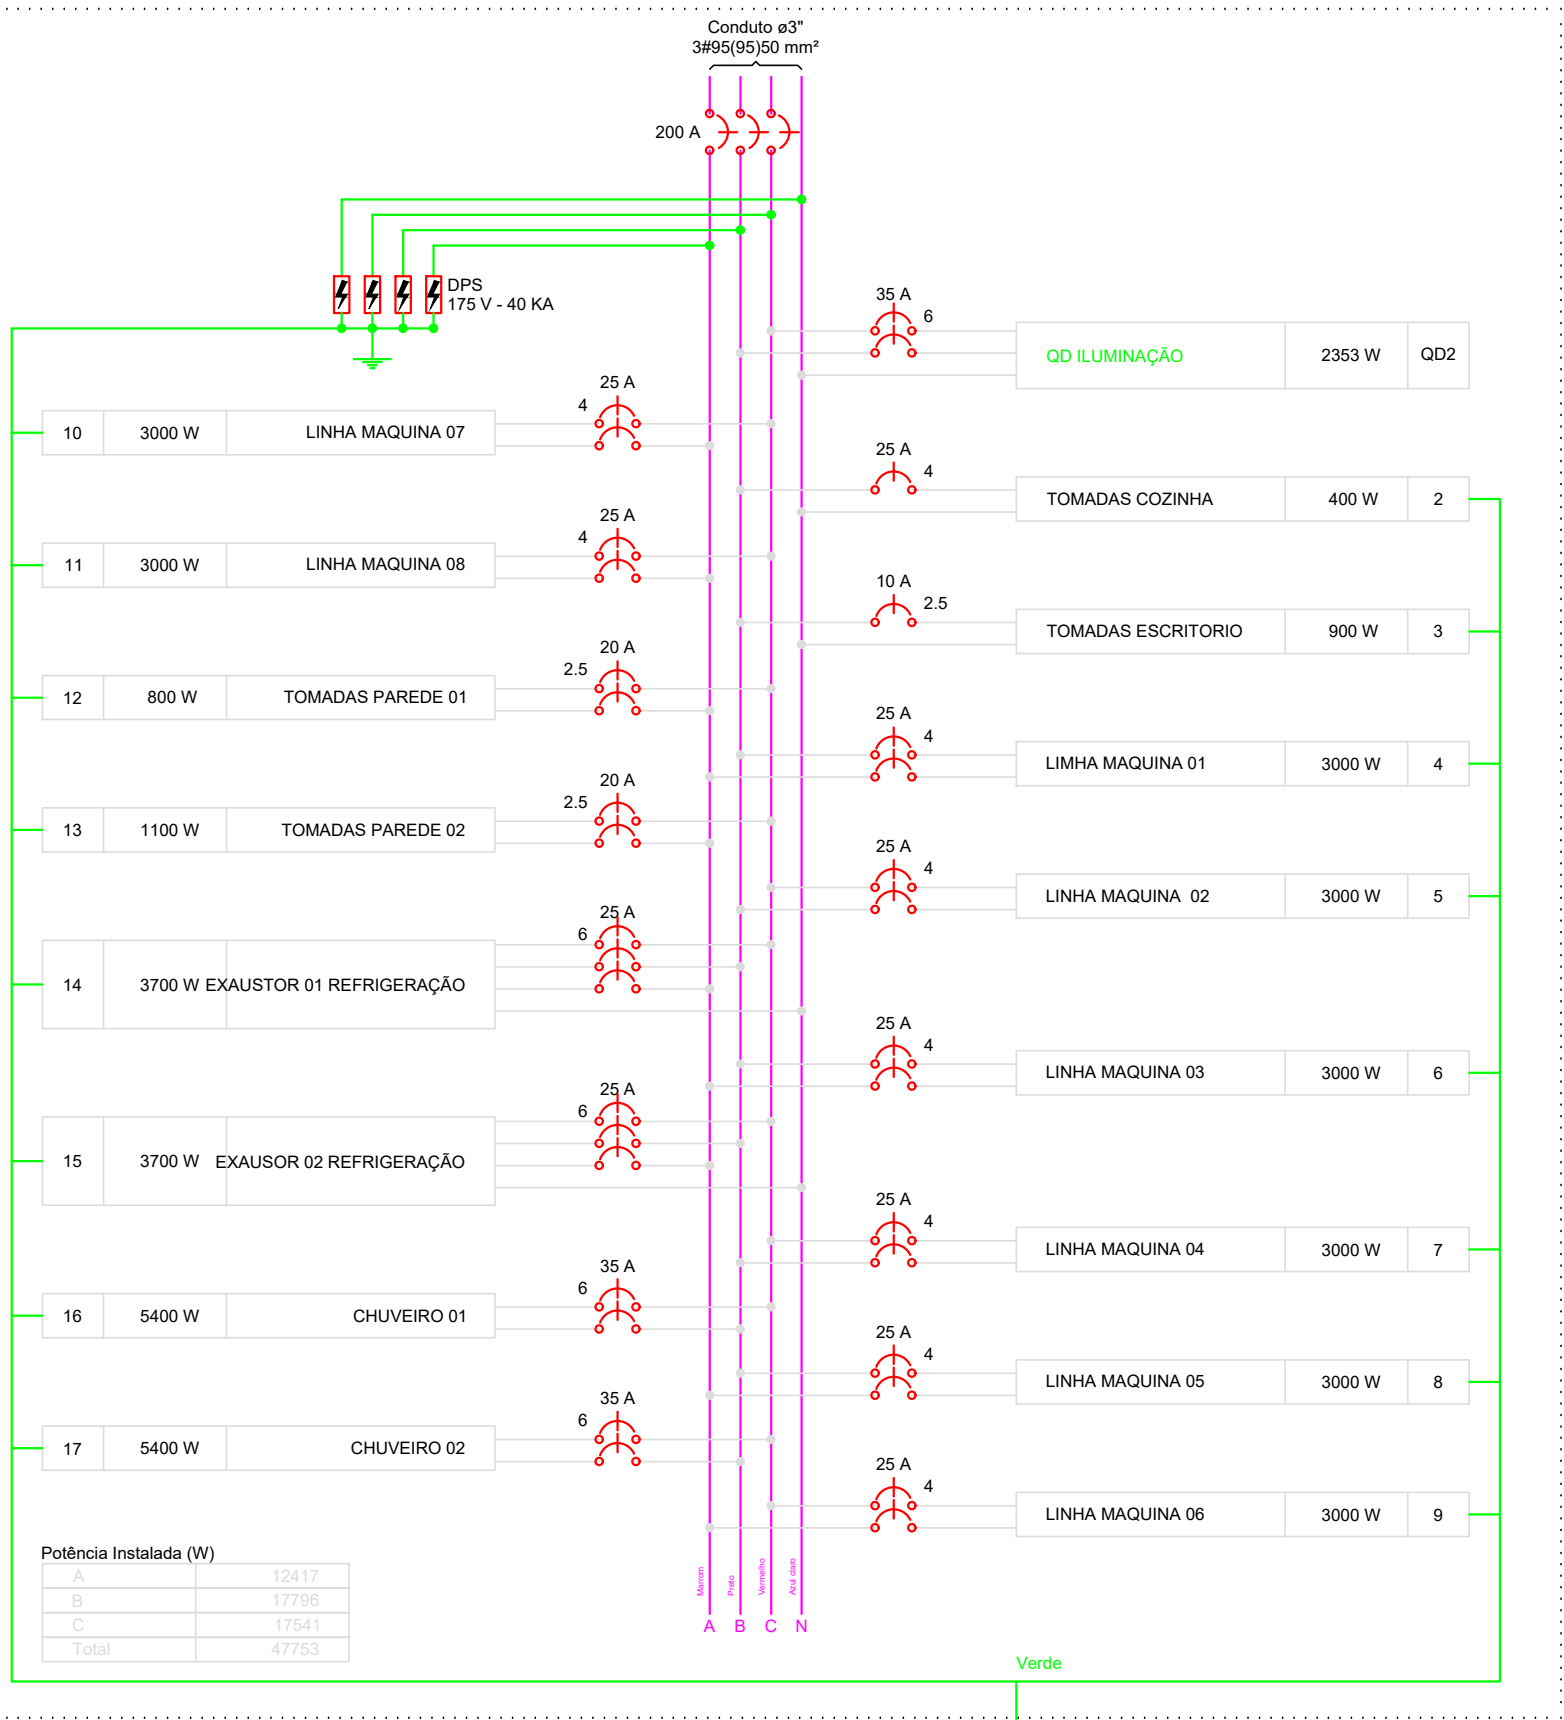 Conduto ø3"
3#95(95)50 mm²
200 A
DPS
175 V - 40 KA
35 A
6
QD ILUMINAÇÃO 2353 W QD2
25 A
4
10 3000 W LINHA MAQUINA 07
25 A
4
TOMADAS COZINHA 400 W 2
25 A
4
11 3000 W LINHA MAQUINA 08
10 A
2.5
TOMADAS ESCRITORIO 900 W 3
20 A
2.5
12 800 W TOMADAS PAREDE 01
25 A
4
LIMHA MAQUINA 01 3000 W 4
20 A
2.5
13 1100 W TOMADAS PAREDE 02
25 A
4
LINHA MAQUINA 02 3000 W 5
25 A
6
14 3700 W EXAUSTOR 01 REFRIGERAÇÃO
25 A
4
LINHA MAQUINA 03 3000 W 6
25 A
6
15 3700 W EXAUSOR 02 REFRIGERAÇÃO
25 A
4
LINHA MAQUINA 04 3000 W 7
35 A
6
16 5400 W CHUVEIRO 01
25 A
4
LINHA MAQUINA 05 3000 W 8
35 A
6
17 5400 W CHUVEIRO 02
25 A
4
LINHA MAQUINA 06 3000 W 9
Potência Instalada (W)
A 12417
B 17796
C 17541
Total 47753
Marrom
Preto
Vermelho
Azul claro
A B C N
Verde